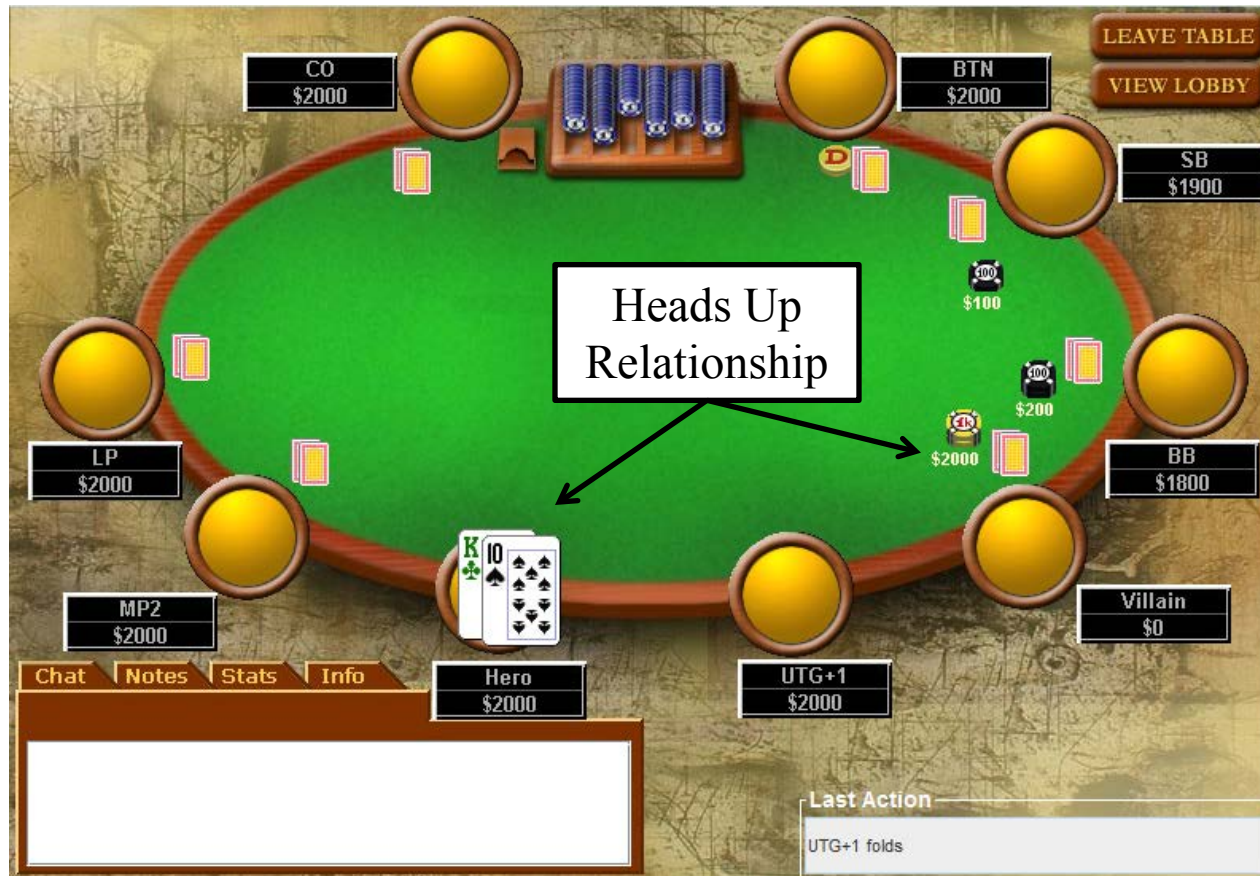 LEAVE TABLE
VIEW LOBBY
CO
$2000
BTN
$2000
D
SB
$1900
100
$100
Heads Up
Relationship
100
$200
1k
$2000
BB
$1800
LP
$2000
K
10
MP2
$2000
Villain
$0
Chat Notes Stats Info
Hero
$2000
UTG+1
$2000
Last Action
UTG+1 folds